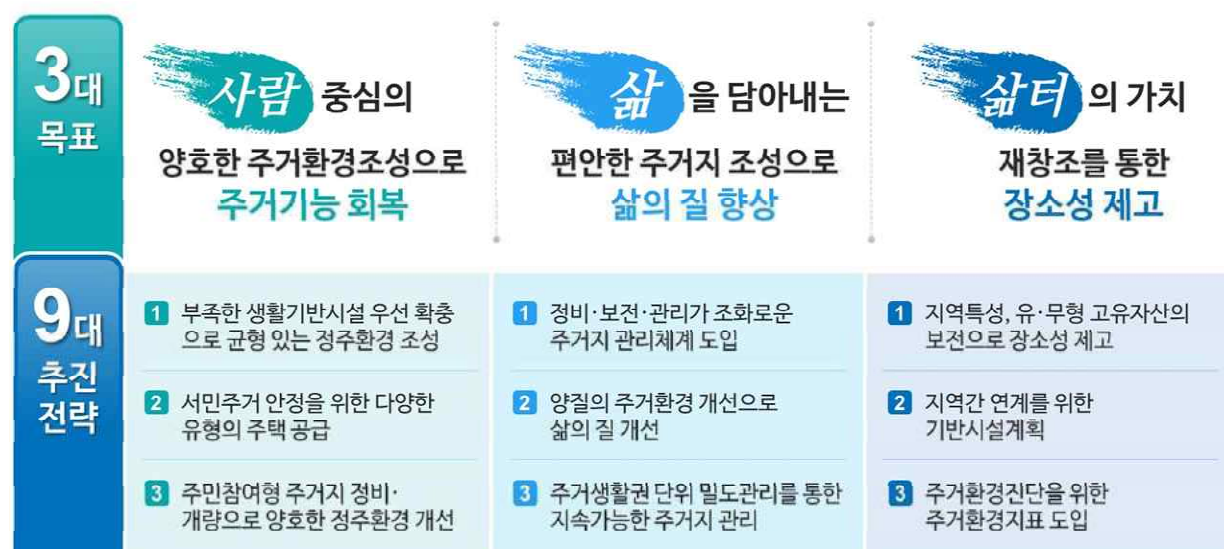 3대
목표
사람 중심의
양호한 주거환경조성으로
주거기능 회복
삶을 담아내는
편안한 주거지 조성으로
삶의 질 향상
삶터의 가치
재창조를 통한
장소성 제고
9대
추진
전략
1 부족한 생활기반시설 우선 확충
으로 균형 있는 정주환경 조성
2 서민주거 안정을 위한 다양한
유형의 주택 공급
3 주민참여형 주거지 정비·
개량으로 양호한 정주환경 개선
1 정비·보전·관리가 조화로운
주거지 관리체계 도입
2 양질의 주거환경 개선으로
삶의 질 개선
3 주거생활권 단위 밀도관리를 통한
지속가능한 주거지 관리
1 지역특성, 유·무형 고유자산의
보전으로 장소성 제고
2 지역간 연계를 위한
기반시설계획
3 주거환경진단을 위한
주거환경지표 도입